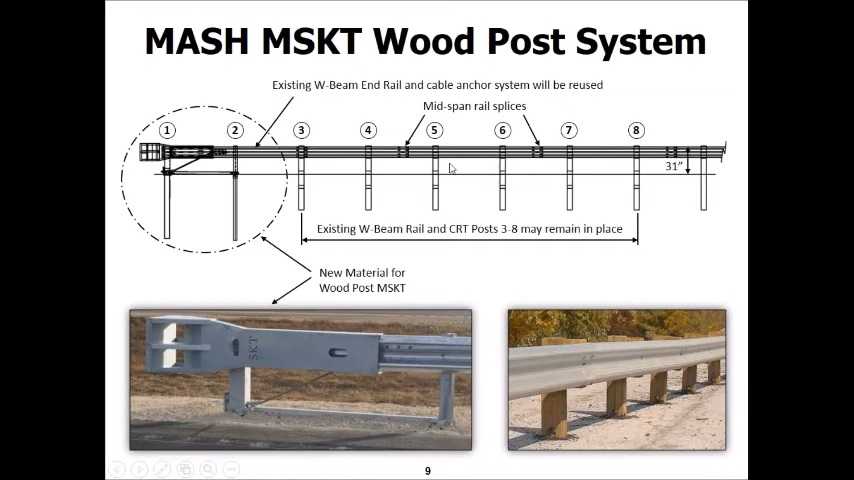 MASH MSKT Wood Post System
Existing W-Beam End Rail and cable anchor system will be reused
Mid-span rail splices
1 2 3 4 5 6 7 8
31”
Existing W-Beam Rail and CRT Posts 3-8 may remain in place
New Material for
Wood Post MSKT
SKT
9